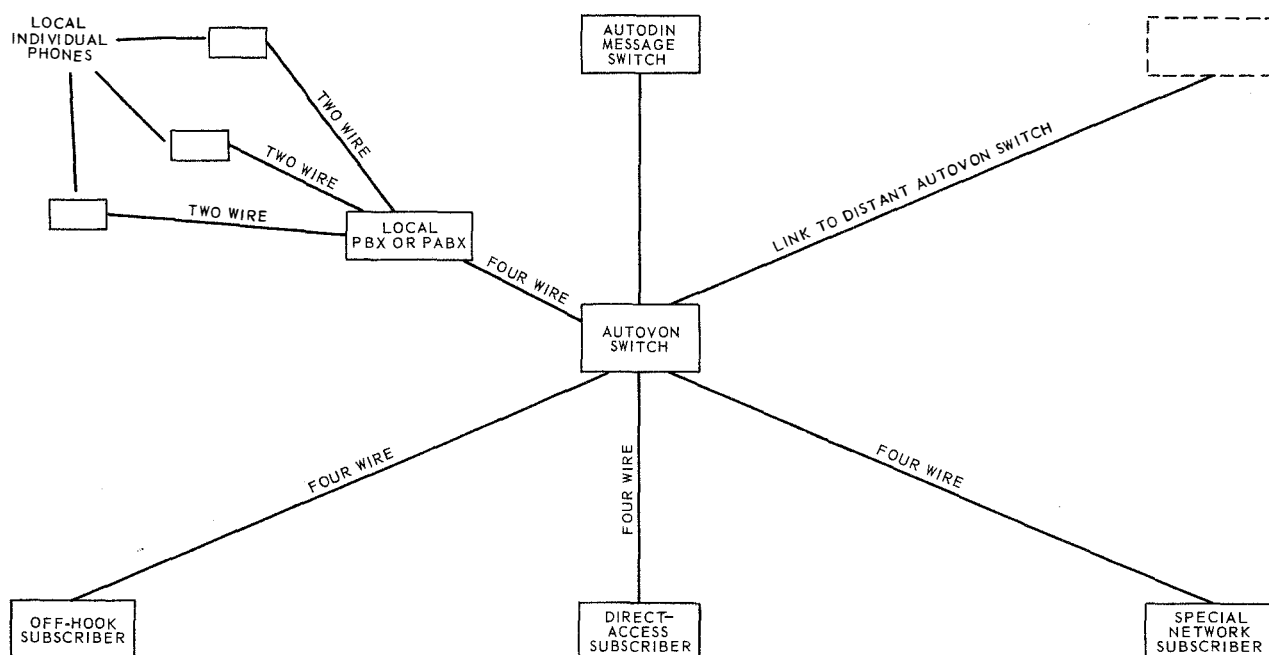 LOCAL
INDIVIDUAL
PHONES
AUTODIN
MESSAGE
SWITCH
TWO WIRE
TWO WIRE
TWO WIRE
LINK TO DISTANT AUTOVON SWITCH
LOCAL
PBX OR PABX
FOUR WIRE
AUTOVON
SWITCH
FOUR WIRE
FOUR WIRE
FOUR WIRE
OFF-HOOK
SUBSCRIBER
DIRECT-
ACCESS
SUBSCRIBER
SPECIAL
NETWORK
SUBSCRIBER